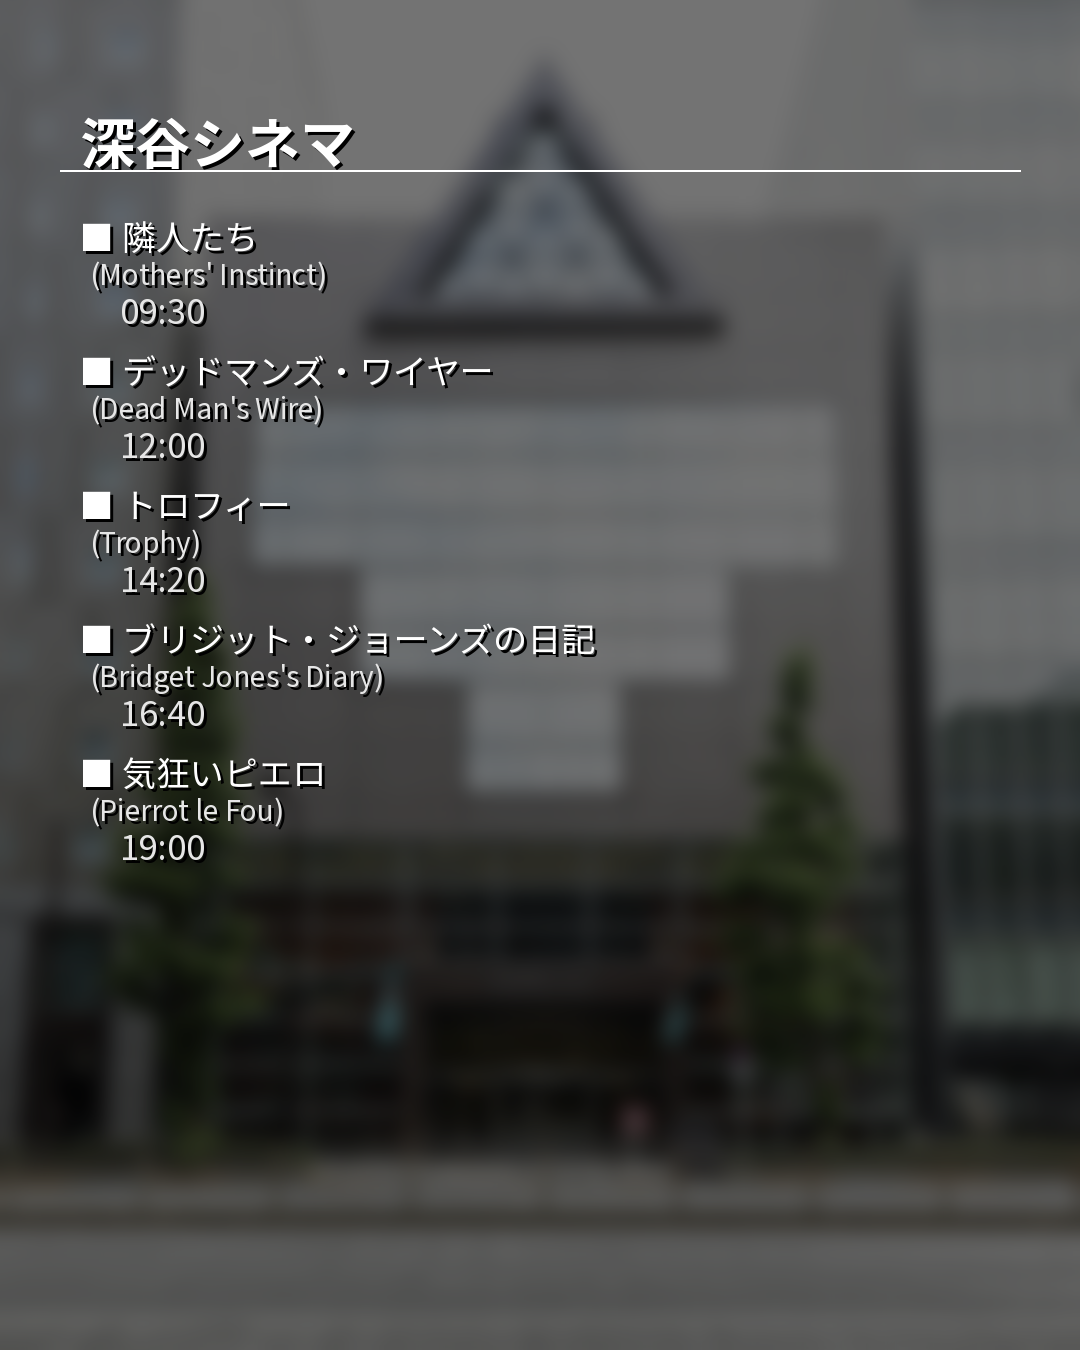 深谷シネマ
■ 隣人たち
(Mothers' Instinct)
09:30
■ デッドマンズ・ワイヤー
(Dead Man's Wire)
12:00
■ トロフィー
(Trophy)
14:20
■ ブリジット・ジョーンズの日記
(Bridget Jones's Diary)
16:40
■ 気狂いピエロ
(Pierrot le Fou)
19:00